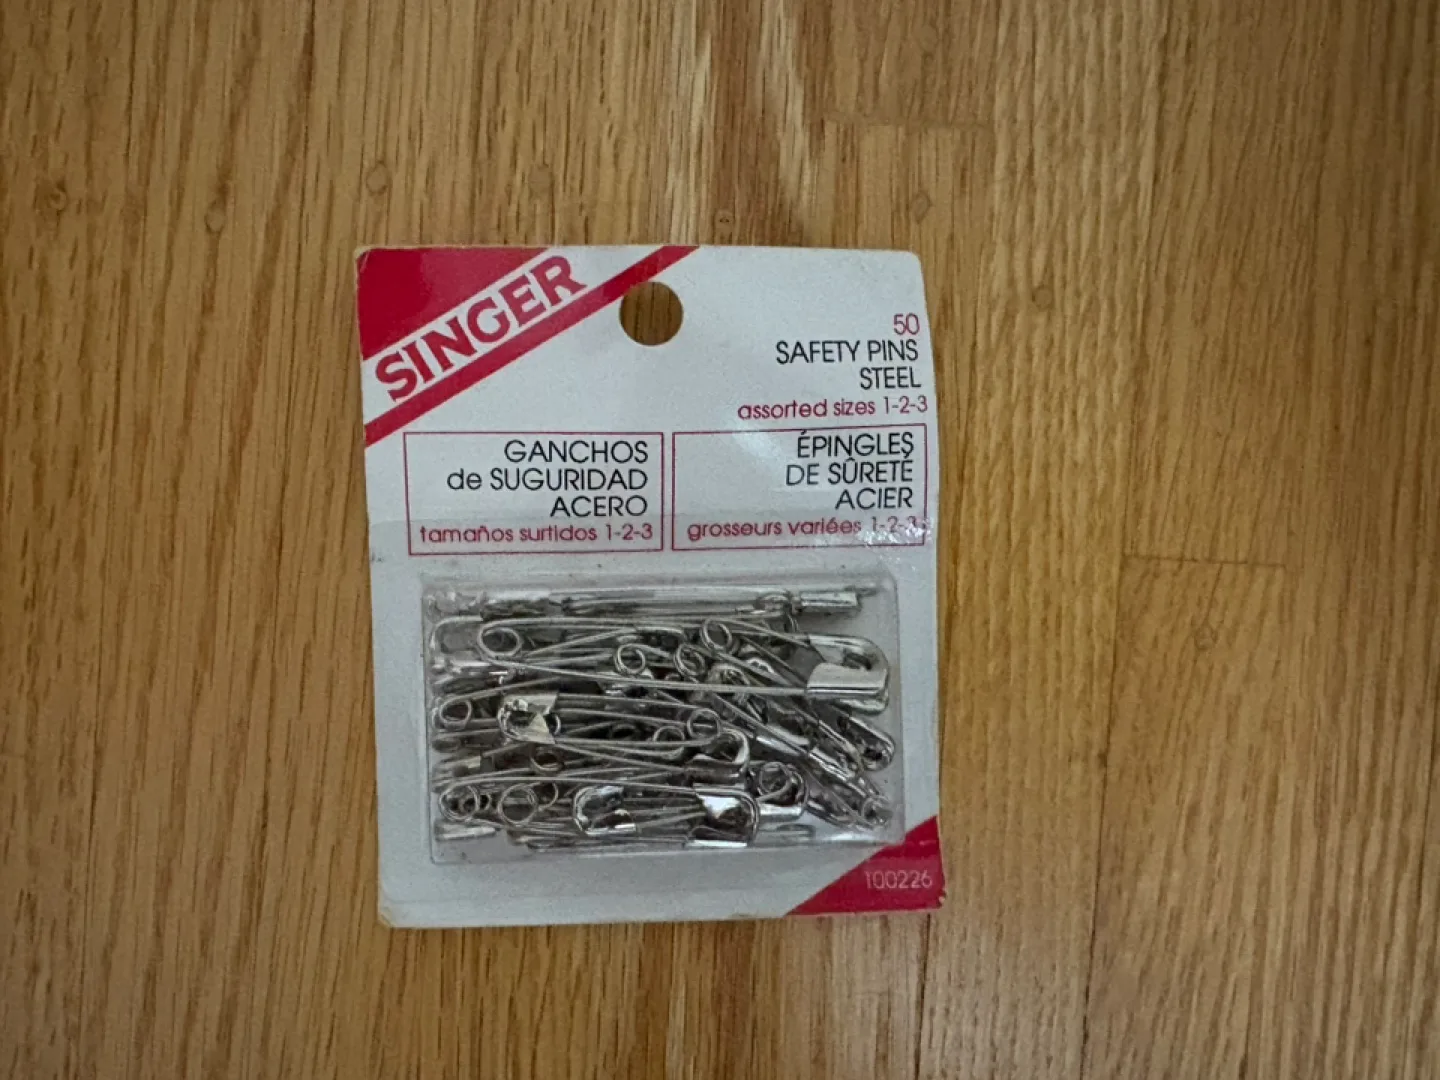 SINGER
50
SAFETY PINS
STEEL
assorted sizes 1-2-3
GANCHOS
de SUGURIDAD
ACERO
tamaños surtidos 1-2-3
ÉPINGLES
DE SÛRETÉ
ACIER
grosseurs variées 1-2-3
100226